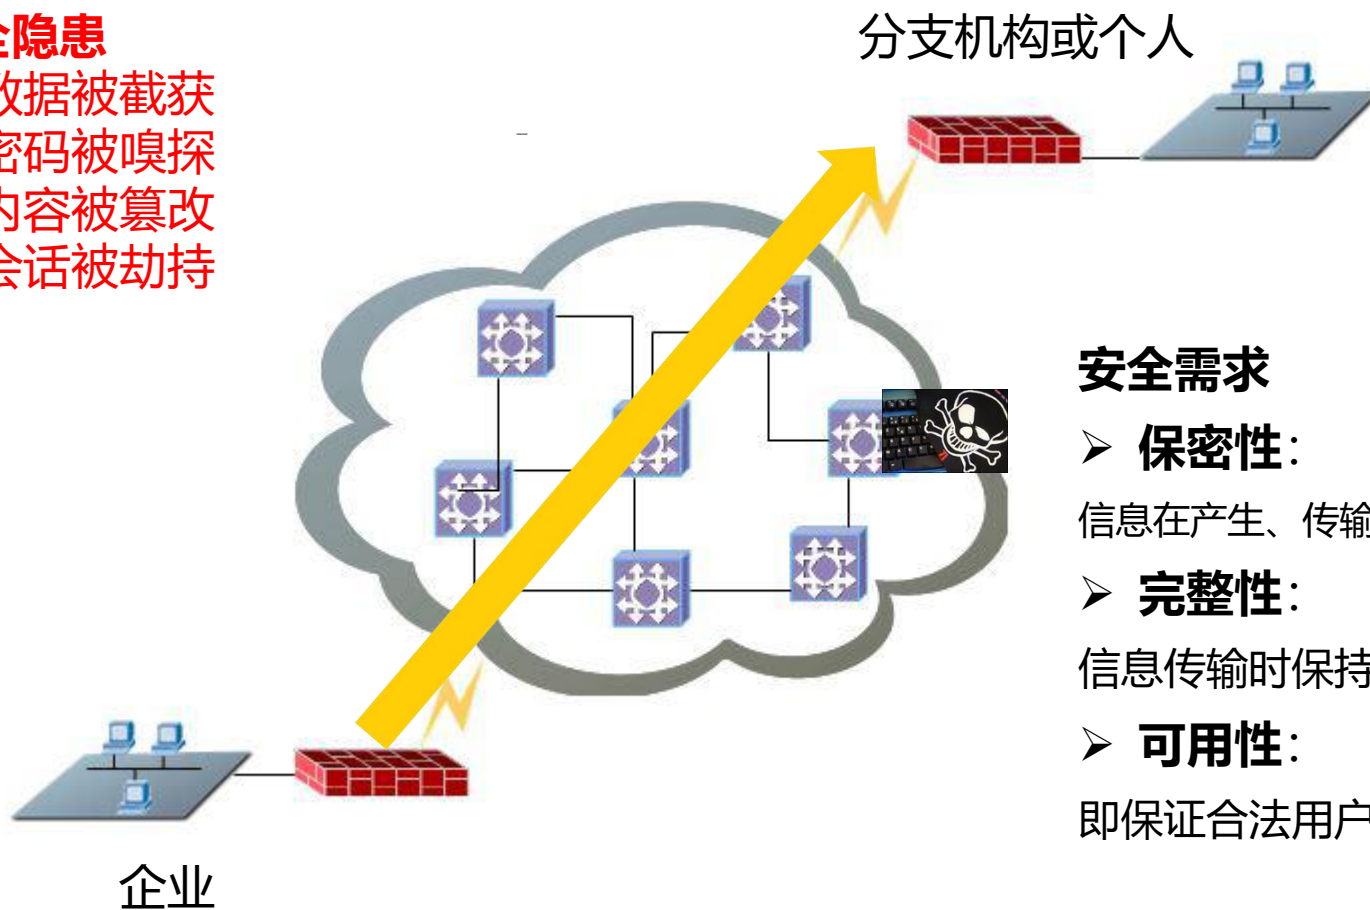 全隐患
数据被截获
密码被嗅探
内容被篡改
会话被劫持
分支机构或个人
安全需求
➢ 保密性：
信息在产生、传输
➢ 完整性：
信息传输时保持
➢ 可用性：
即保证合法用户
企业